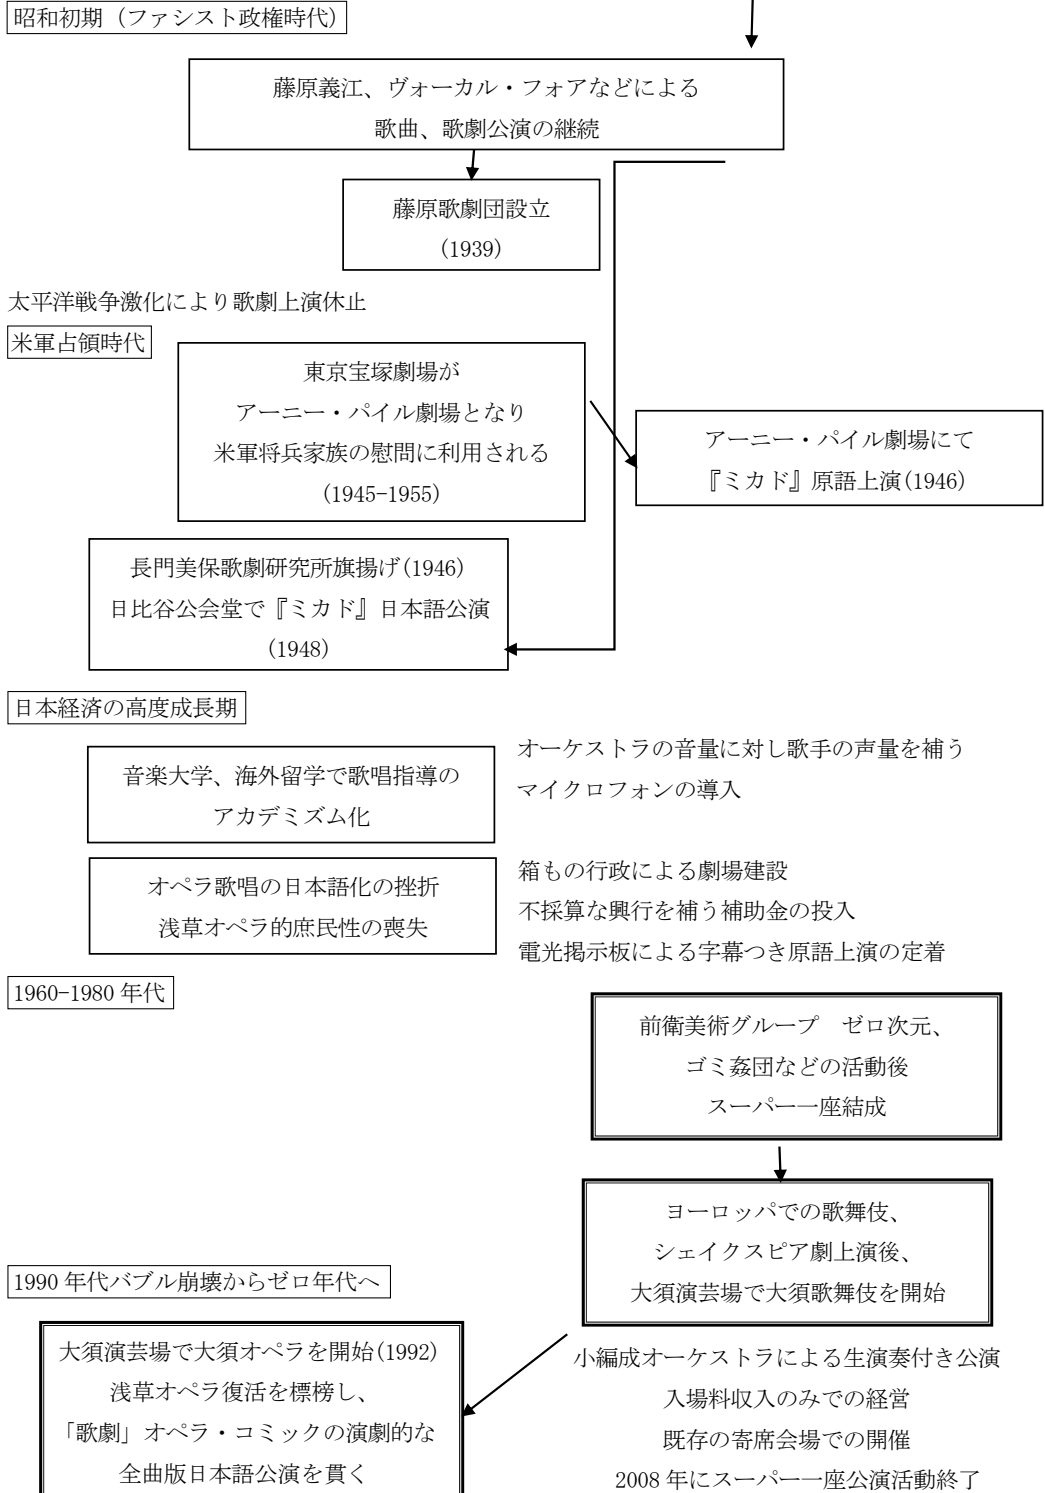 昭和初期（ファシスト政権時代）
藤原義江、ヴォーカル・フォアなどによる
歌曲、歌劇公演の継続
藤原歌劇団設立
(1939)
太平洋戦争激化により歌劇上演休止
米軍占領時代
東京宝塚劇場が
アーニー・パイル劇場となり
米軍将兵家族の慰問に利用される
(1945-1955)
アーニー・パイル劇場にて
『ミカド』原語上演(1946)
長門美保歌劇研究所旗揚げ(1946)
日比谷公会堂で『ミカド』日本語公演
(1948)
日本経済の高度成長期
音楽大学、海外留学で歌唱指導の
アカデミズム化
オーケストラの音量に対し歌手の声量を補う
マイクロフォンの導入
オペラ歌唱の日本語化の挫折
浅草オペラ的庶民性の喪失
箱もの行政による劇場建設
不採算な興行を補う補助金の投入
電光掲示板による字幕つき原語上演の定着
1960-1980 年代
前衛美術グループ　ゼロ次元、
ゴミ姦団などの活動後
スーパー一座結成
ヨーロッパでの歌舞伎、
シェイクスピア劇上演後、
大須演芸場で大須歌舞伎を開始
1990 年代バブル崩壊からゼロ年代へ
大須演芸場で大須オペラを開始(1992)
浅草オペラ復活を標榜し、
「歌劇」オペラ・コミックの演劇的な
全曲版日本語公演を貫く
小編成オーケストラによる生演奏付き公演
入場料収入のみでの経営
既存の寄席会場での開催
2008 年にスーパー一座公演活動終了